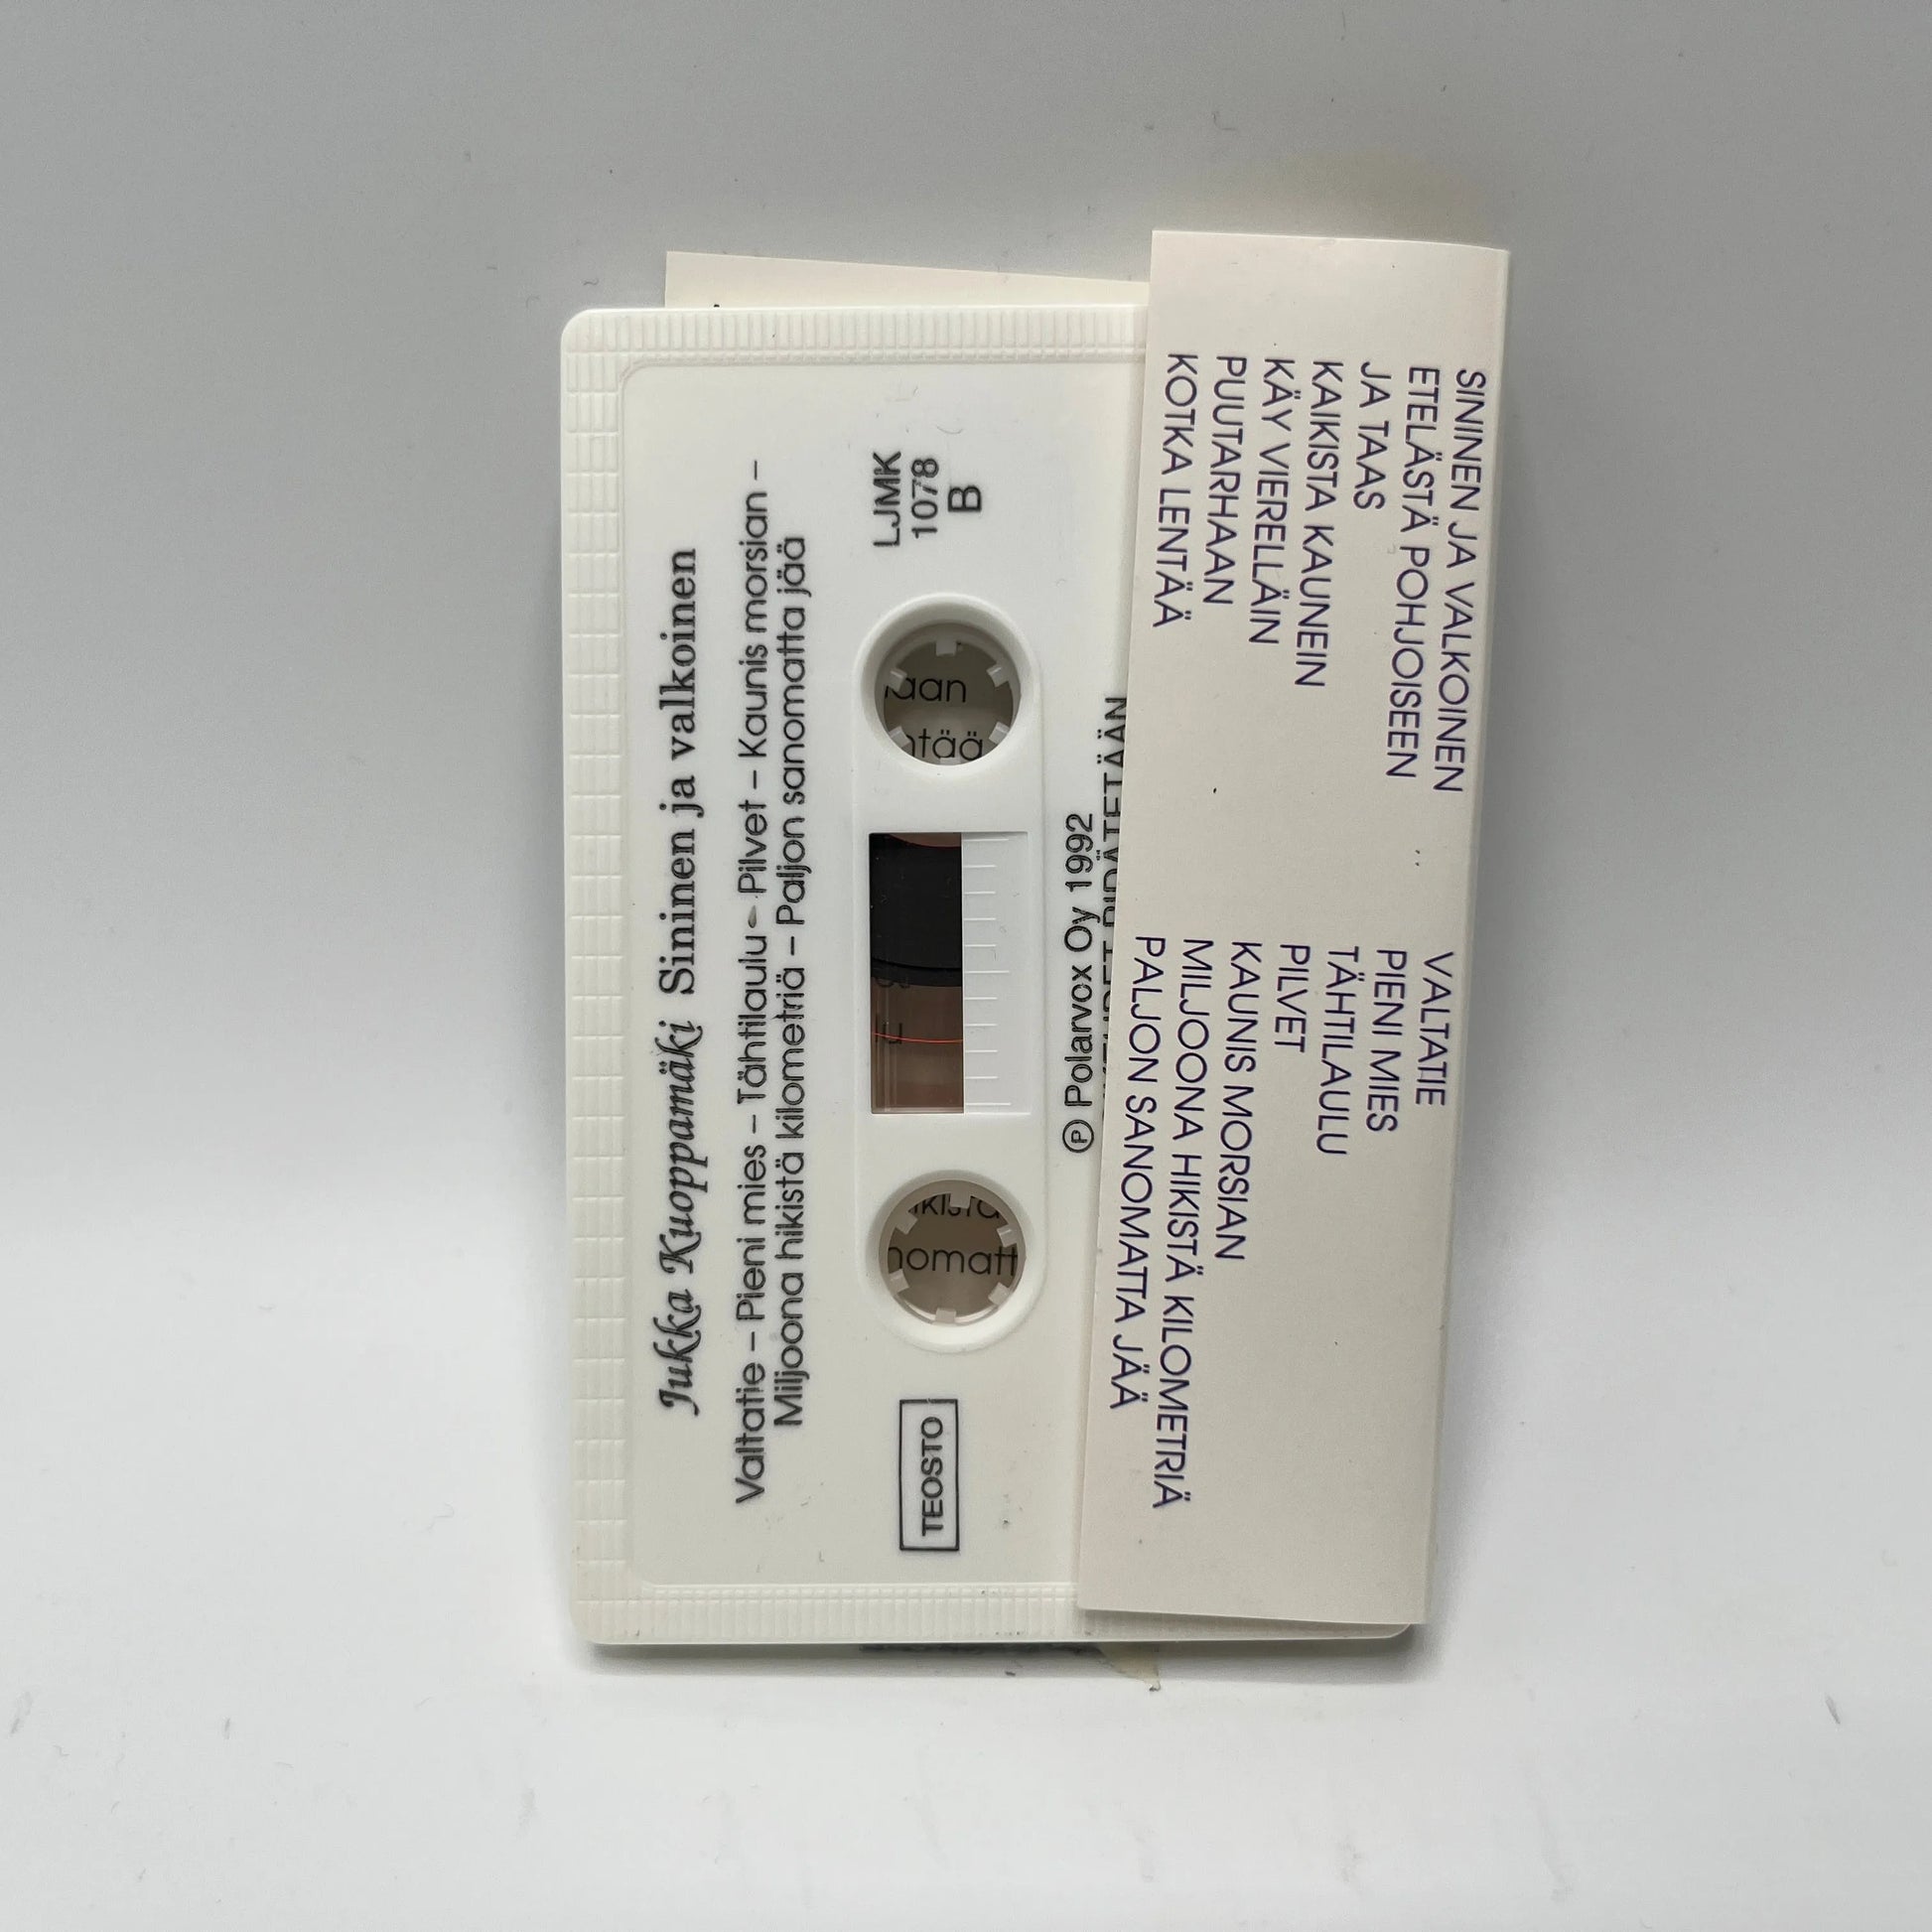 Jukka Kuoppamäki Sininen ja valkoinen
Valtatie – Pieni mies – Tähtilaulu – Pilvet – Kaunis morsian –
Miljoona hikistä kilometriä – Paljon sanomatta jää
LJMK
1078
B
TEOSTO
℗ Polarvox Oy 1992
PIDÄTETÄÄN
SININEN JA VALKOINEN
ETELÄSTÄ POHJOISEEN
JA TAAS
KAIKISTA KAUNEIN
KÄY VIERELLÄIN
PUUTARHAAN
KOTKA LENTÄÄ
VALTATIE
PIENI MIES
TÄHTILAULU
PILVET
KAUNIS MORSIAN
MILJOONA HIKISTÄ KILOMETRIÄ
PALJON SANOMATTA JÄÄ